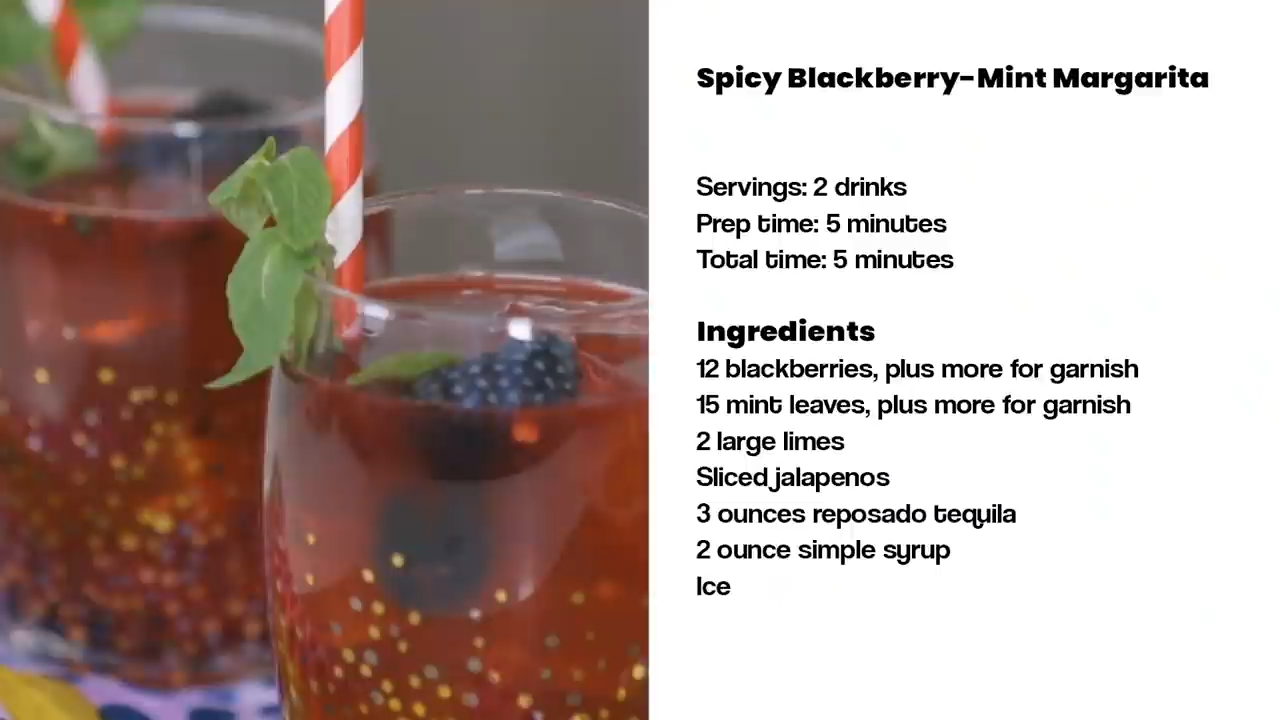 Spicy Blackberry-Mint Margarita
Servings: 2 drinks
Prep time: 5 minutes
Total time: 5 minutes
Ingredients
12 blackberries, plus more for garnish
15 mint leaves, plus more for garnish
2 large limes
Sliced jalapenos
3 ounces reposado tequila
2 ounce simple syrup
Ice